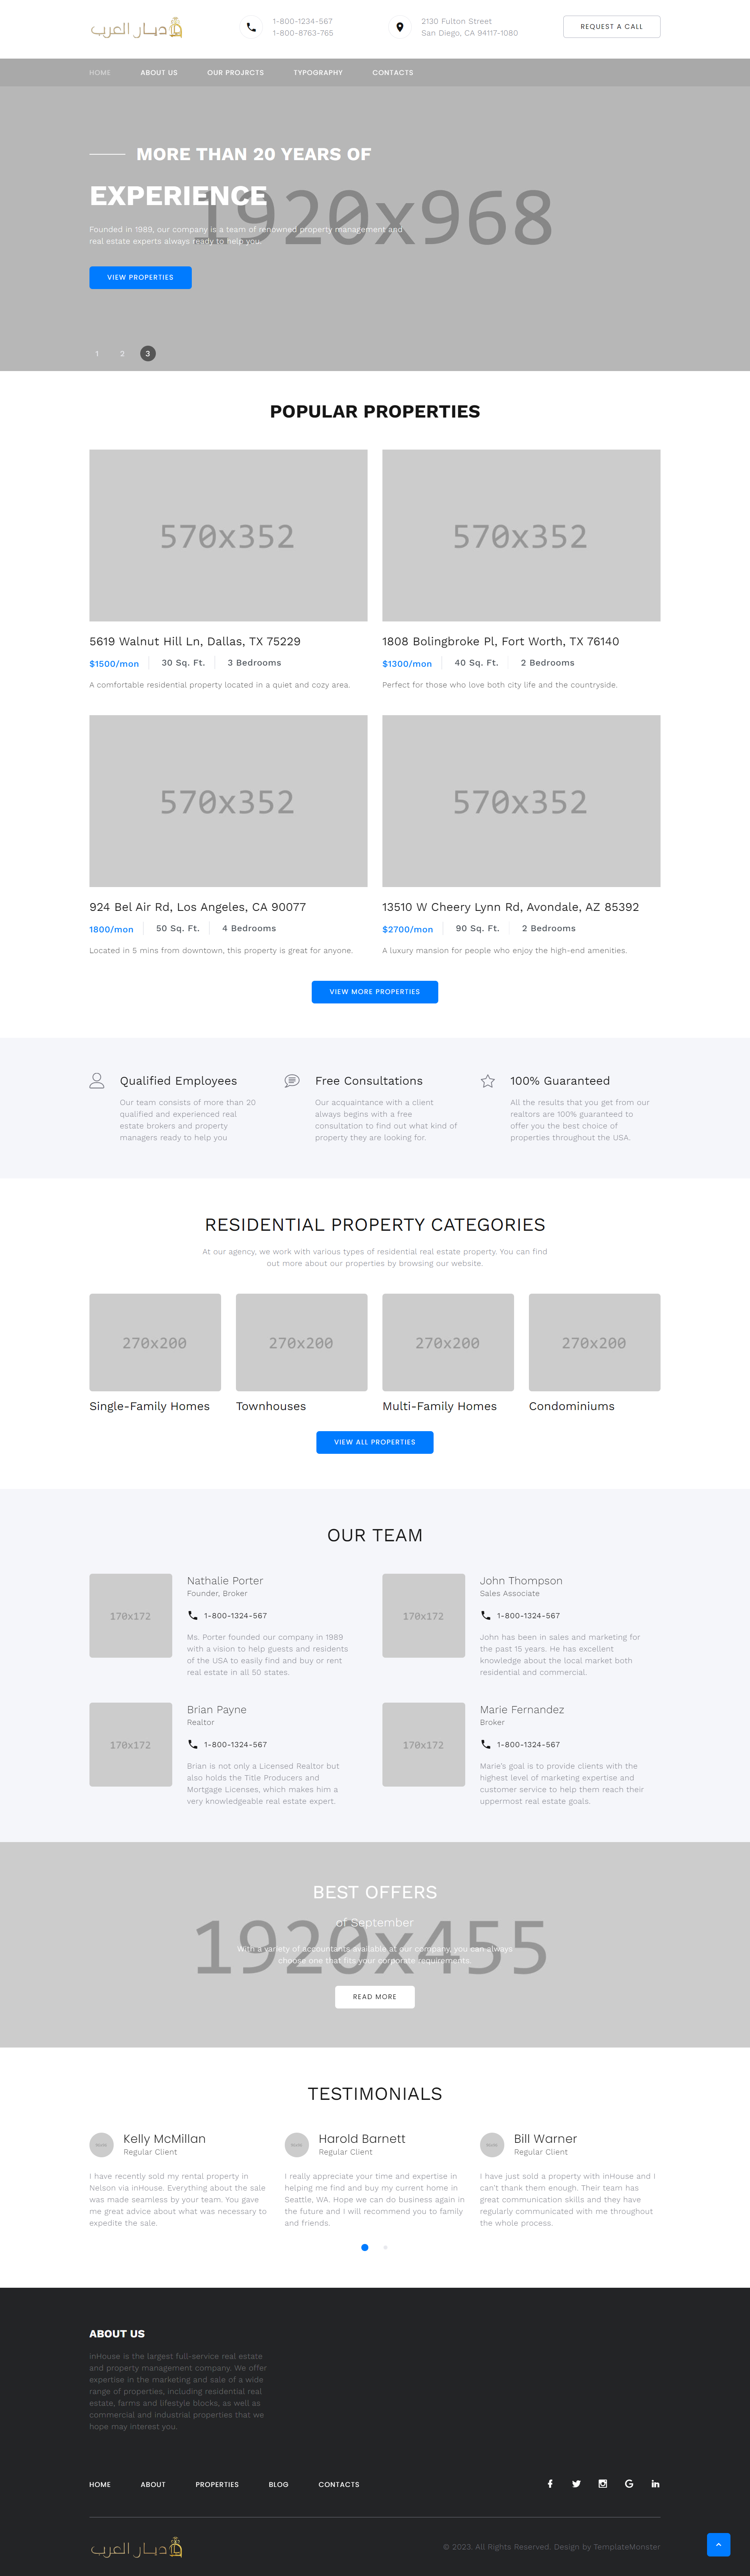 ديار العرب
1-800-1234-567
1-800-8763-765
2130 Fulton Street
San Diego, CA 94117-1080
REQUEST A CALL
HOME ABOUT US OUR PROJRCTS TYPOGRAPHY CONTACTS
MORE THAN 20 YEARS OF
EXPERIENCE
1920x968
Founded in 1989, our company is a team of renowned property management and
real estate experts always ready to help you.
VIEW PROPERTIES
1 2 3
POPULAR PROPERTIES
570x352
570x352
5619 Walnut Hill Ln, Dallas, TX 75229
$1500/mon 30 Sq. Ft. 3 Bedrooms
A comfortable residential property located in a quiet and cozy area.
1808 Bolingbroke Pl, Fort Worth, TX 76140
$1300/mon 40 Sq. Ft. 2 Bedrooms
Perfect for those who love both city life and the countryside.
570x352
570x352
924 Bel Air Rd, Los Angeles, CA 90077
1800/mon 50 Sq. Ft. 4 Bedrooms
Located in 5 mins from downtown, this property is great for anyone.
13510 W Cheery Lynn Rd, Avondale, AZ 85392
$2700/mon 90 Sq. Ft. 2 Bedrooms
A luxury mansion for people who enjoy the high-end amenities.
VIEW MORE PROPERTIES
Qualified Employees
Our team consists of more than 20
qualified and experienced real
estate brokers and property
managers ready to help you
Free Consultations
Our acquaintance with a client
always begins with a free
consultation to find out what kind of
property they are looking for.
100% Guaranteed
All the results that you get from our
realtors are 100% guaranteed to
offer you the best choice of
properties throughout the USA.
RESIDENTIAL PROPERTY CATEGORIES
At our agency, we work with various types of residential real estate property. You can find
out more about our properties by browsing our website.
270x200
270x200
270x200
270x200
Single-Family Homes
Townhouses
Multi-Family Homes
Condominiums
VIEW ALL PROPERTIES
OUR TEAM
170x172
Nathalie Porter
Founder, Broker
1-800-1324-567
Ms. Porter founded our company in 1989
with a vision to help guests and residents
of the USA to easily find and buy or rent
real estate in all 50 states.
170x172
John Thompson
Sales Associate
1-800-1324-567
John has been in sales and marketing for
the past 15 years. He has excellent
knowledge about the local market both
residential and commercial.
170x172
Brian Payne
Realtor
1-800-1324-567
Brian is not only a Licensed Realtor but
also holds the Title Producers and
Mortgage Licenses, which makes him a
very knowledgeable real estate expert.
170x172
Marie Fernandez
Broker
1-800-1324-567
Marie's goal is to provide clients with the
highest level of marketing expertise and
customer service to help them reach their
uppermost real estate goals.
BEST OFFERS
of September
1920x455
With a variety of accountants available at our company, you can always
choose one that fits your corporate requirements.
READ MORE
TESTIMONIALS
Kelly McMillan
Regular Client
I have recently sold my rental property in
Nelson via inHouse. Everything about the sale
was made seamless by your team. You gave
me great advice about what was necessary to
expedite the sale.
Harold Barnett
Regular Client
I really appreciate your time and expertise in
helping me find and buy my current home in
Seattle, WA. Hope we can do business again in
the future and I will recommend you to family
and friends.
Bill Warner
Regular Client
I have just sold a property with inHouse and I
can't thank them enough. Their team has
great communication skills and they have
regularly communicated with me throughout
the whole process.
ABOUT US
inHouse is the largest full-service real estate
and property management company. We offer
expertise in the marketing and sale of a wide
range of properties, including residential real
estate, farms and lifestyle blocks, as well as
commercial and industrial properties that we
hope may interest you.
HOME ABOUT PROPERTIES BLOG CONTACTS
ديار العرب
© 2023. All Rights Reserved. Design by TemplateMonster